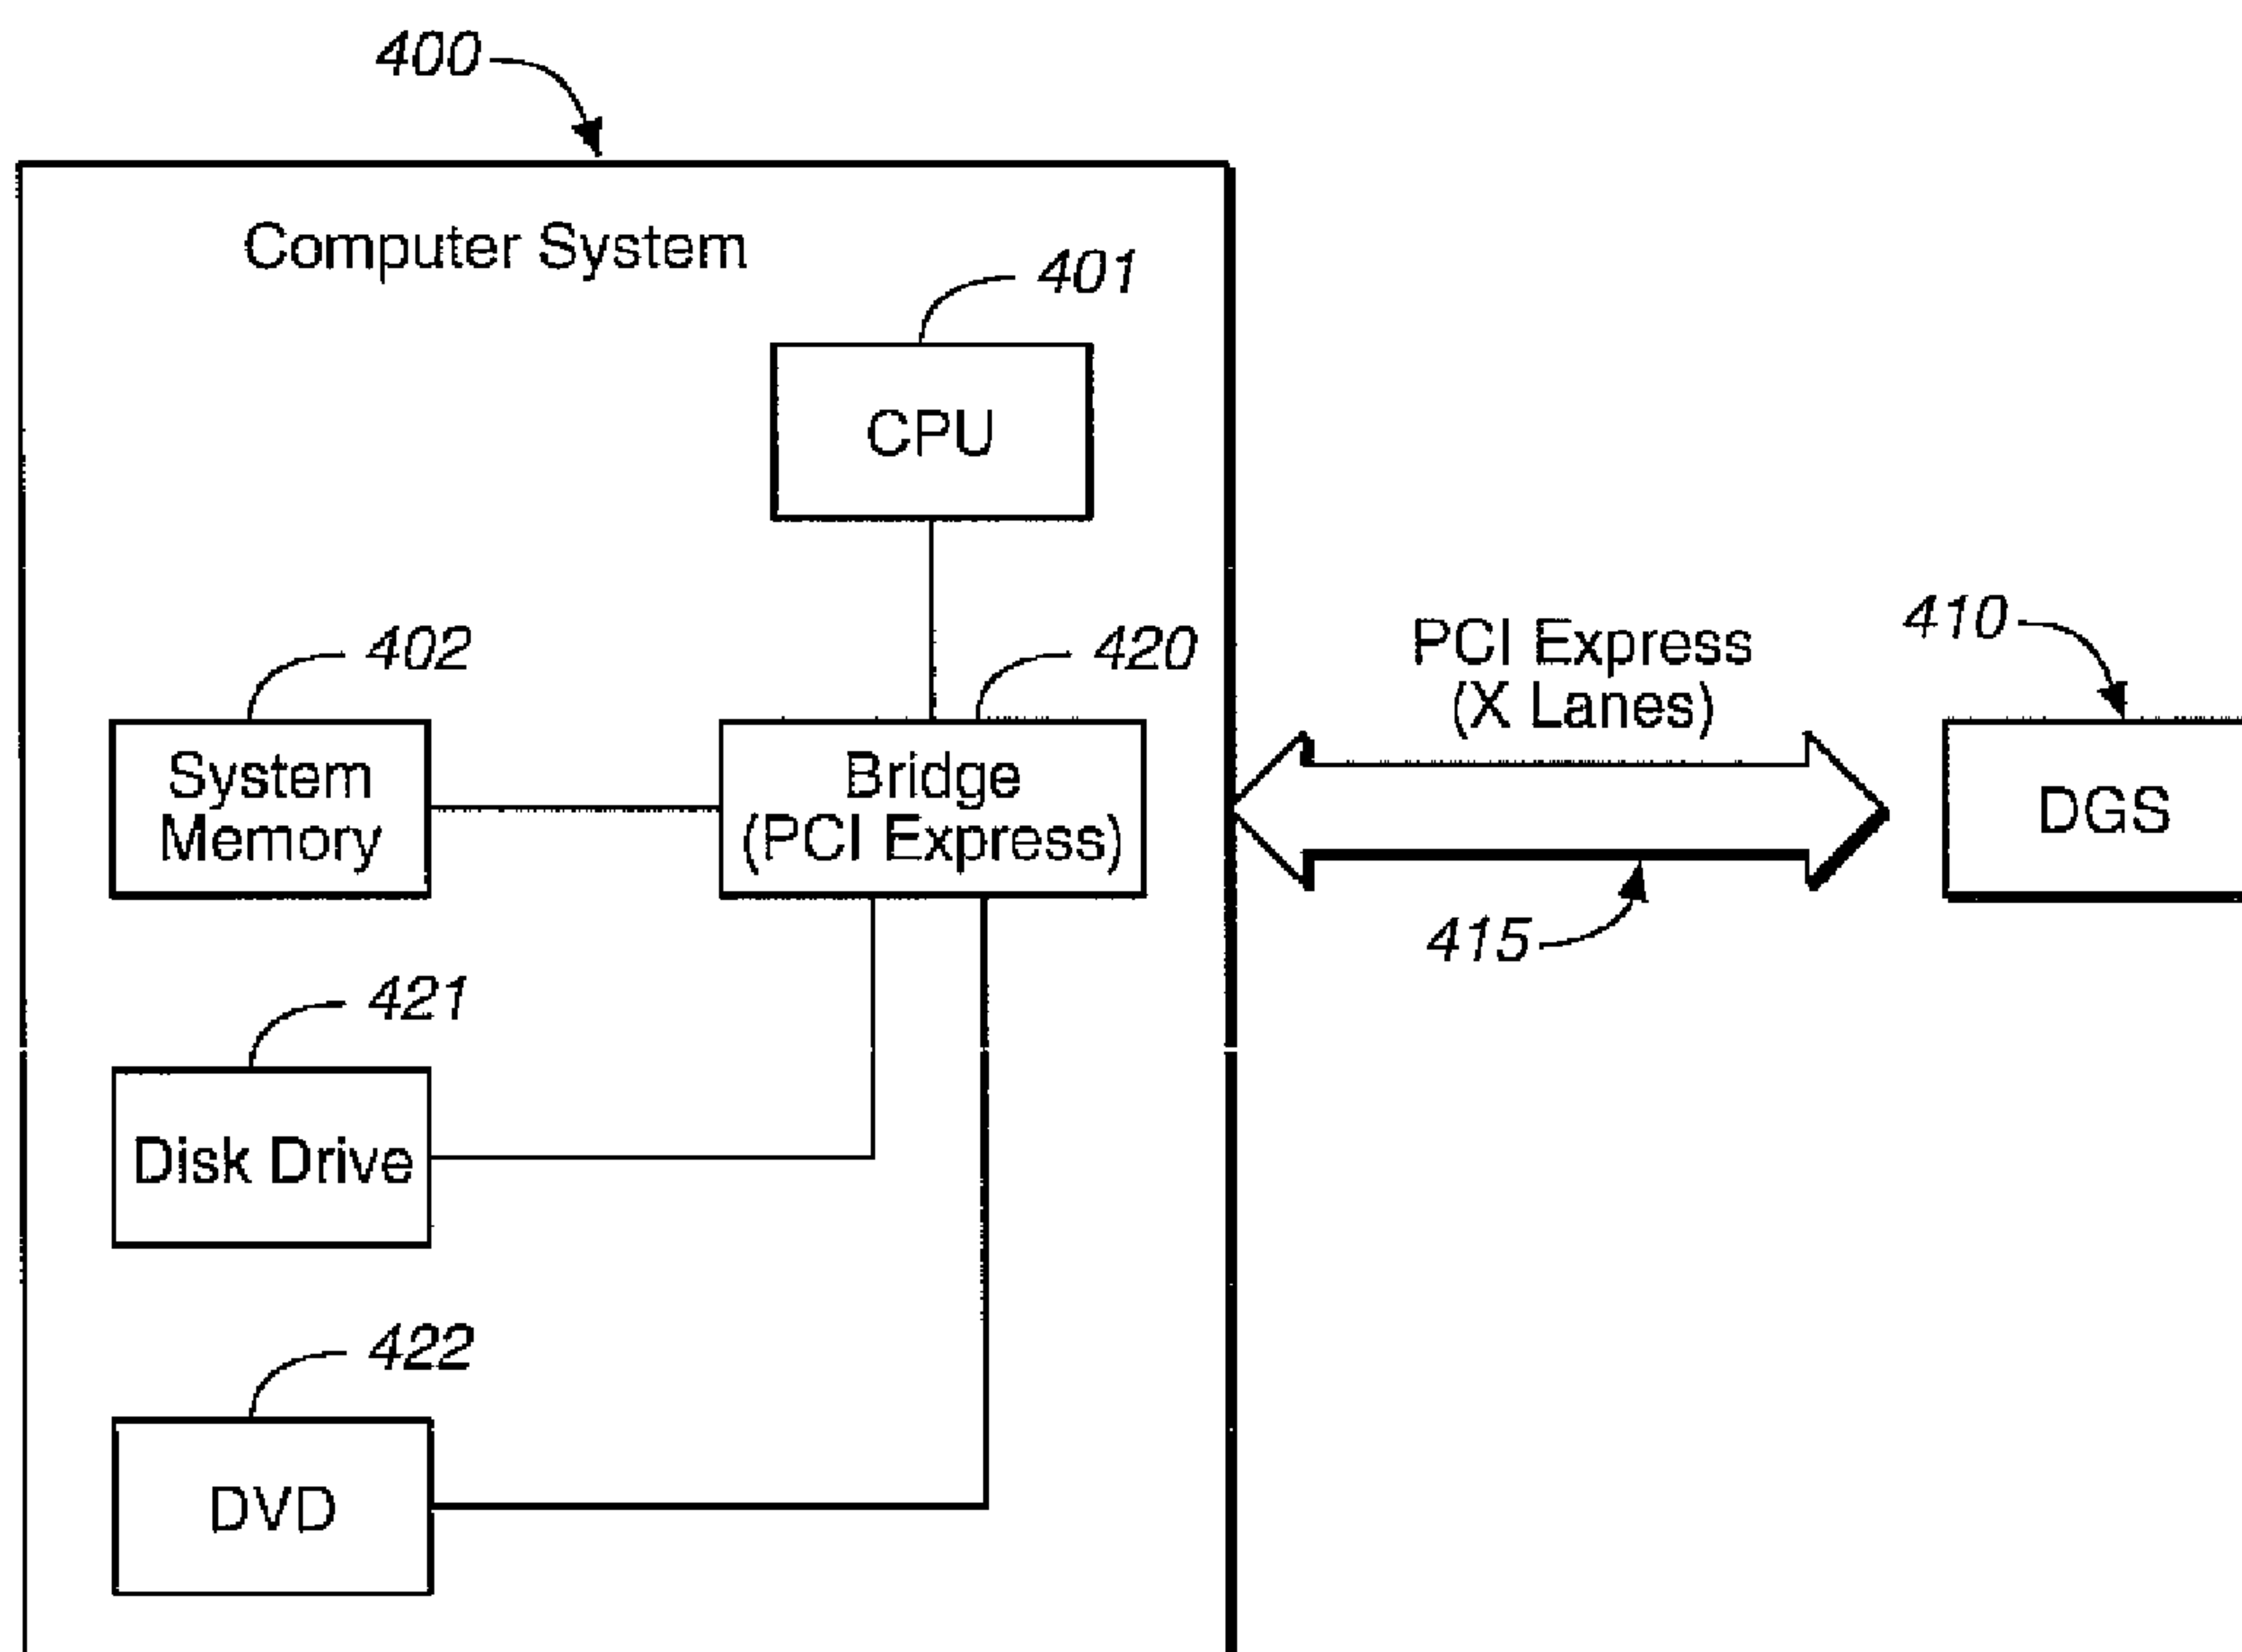 400
Computer System
401
CPU
402
420
PCI Express
(X Lanes)
410
System
Memory
Bridge
(PCI Express)
DGS
415
421
Disk Drive
422
DVD